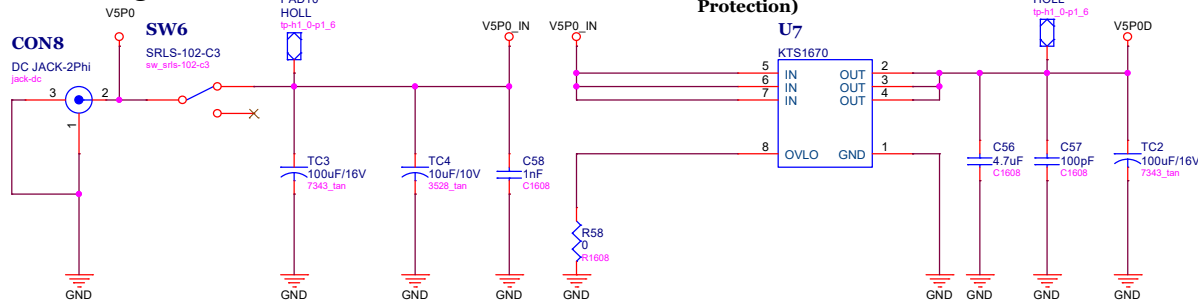 Protection)
CON8
DC JACK-2Phi
jack-dc
3
2
1
V5P0
SW6
SRLS-102-C3
sw_srls-102-c3
HOLL
tp-h1_0-p1_6
V5P0_IN
TC3
100uF/16V
7343_tan
TC4
10uF/10V
3528_tan
C58
1nF
C1608
GND
GND
GND
GND
V5P0_IN
U7
KTS1670
5 IN OUT 2
6 IN OUT 3
7 IN OUT 4
8 OVLO GND 1
R58
0
R1608
GND
HOLL
tp-h1_0-p1_6
V5P0D
C56
4.7uF
C1608
C57
100pF
C1608
TC2
100uF/16V
7343_tan
GND
GND
GND
GND